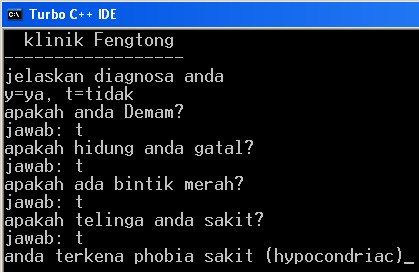 Turbo C++ IDE
klinik Fengtong
------------------
jelaskan diagnosa anda
y=ya, t=tidak
apakah anda Demam?
jawab: t
apakah hidung anda gatal?
jawab: t
apakah ada bintik merah?
jawab: t
apakah telinga anda sakit?
jawab: t
anda terkena phobia sakit (hypocondriac)_